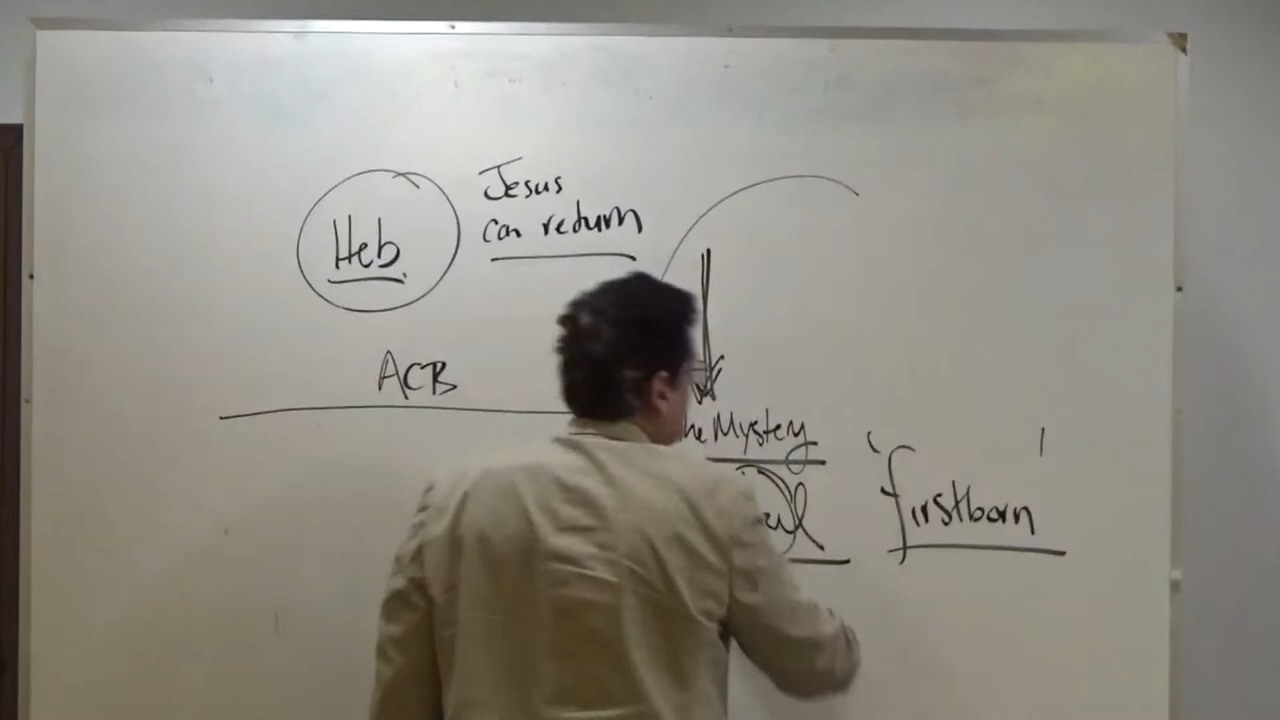 Jesus
can return
Heb.
ACB
he Mystery
'firstborn'